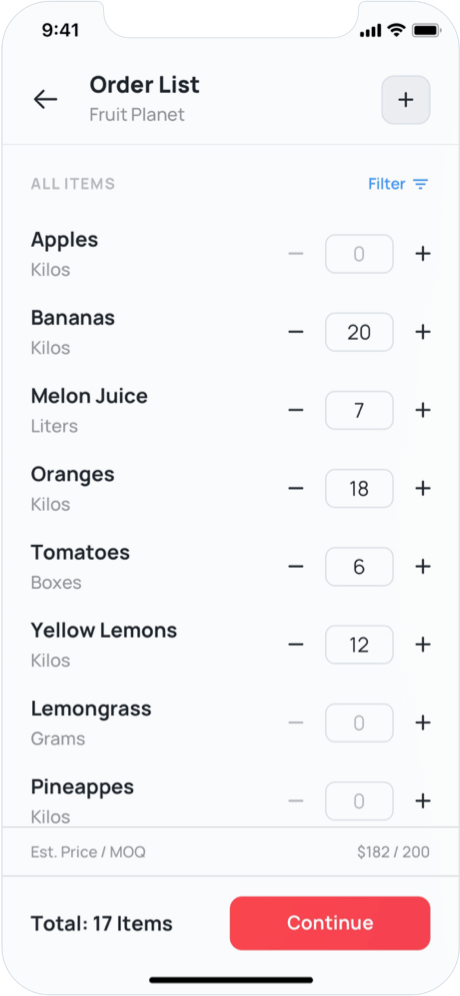 9:41
Order List
Fruit Planet
+
ALL ITEMS
Filter
Apples
Kilos
− 0 +
Bananas
Kilos
− 20 +
Melon Juice
Liters
− 7 +
Oranges
Kilos
− 18 +
Tomatoes
Boxes
− 6 +
Yellow Lemons
Kilos
− 12 +
Lemongrass
Grams
− 0 +
Pineappes
Kilos
− 0 +
Est. Price / MOQ $182 / 200
Total: 17 Items Continue